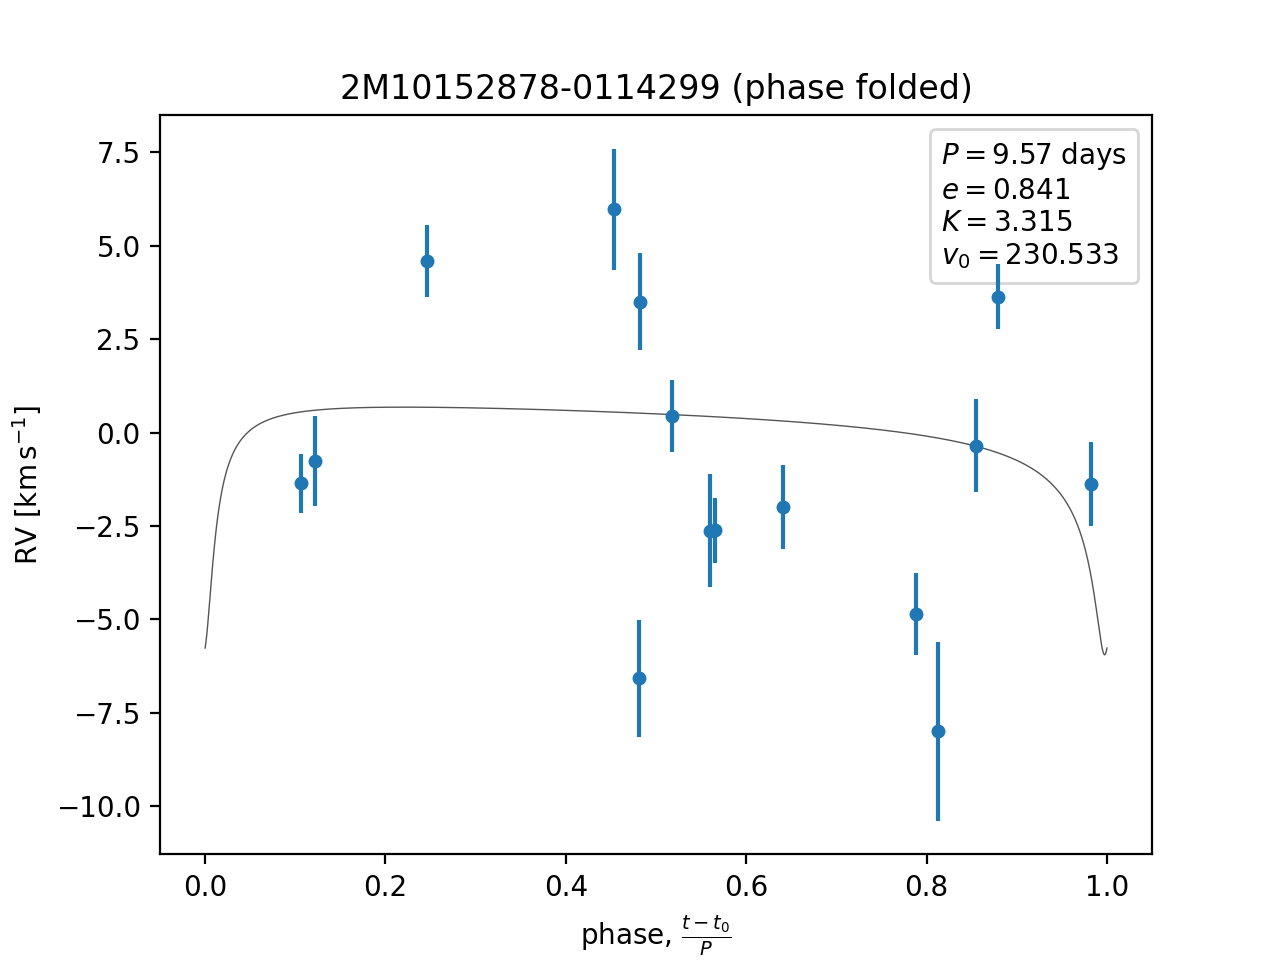 2M10152878-0114299 (phase folded)
P = 9.57 days
e = 0.841
K = 3.315
v₀ = 230.533
RV [km s⁻¹]
7.5
5.0
2.5
0.0
−2.5
−5.0
−7.5
−10.0
0.0 0.2 0.4 0.6 0.8 1.0
phase, (t − t₀)/P